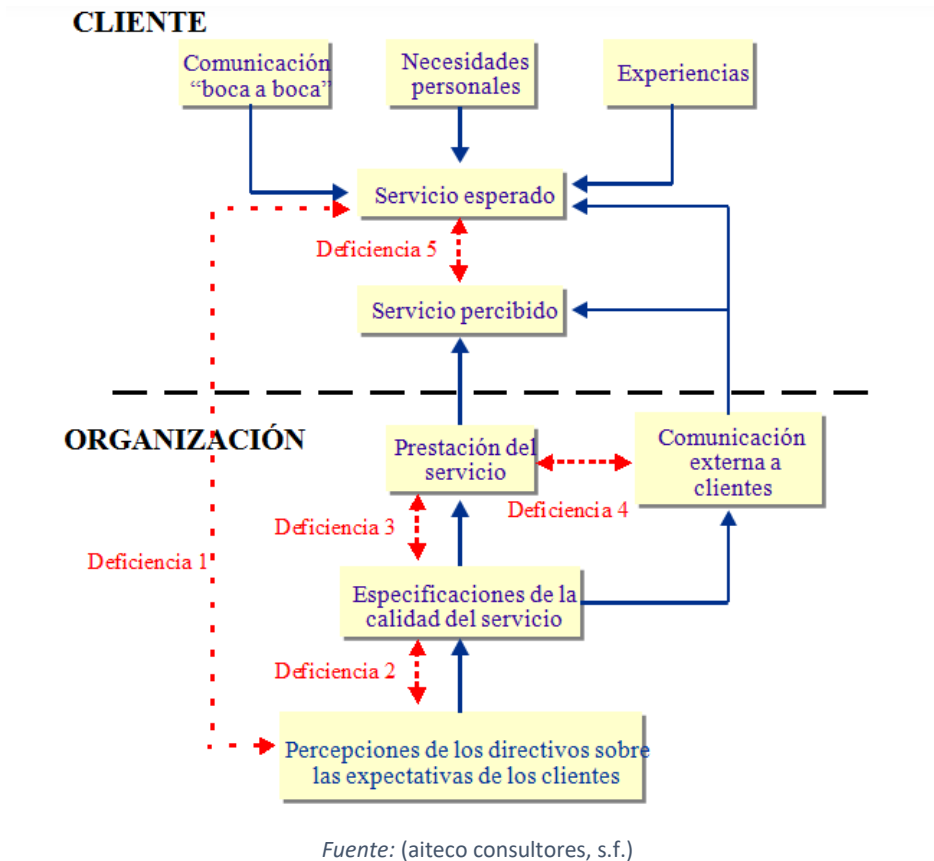 CLIENTE
Comunicación
“boca a boca”
Necesidades
personales
Experiencias
Servicio esperado
Deficiencia 5
Servicio percibido
ORGANIZACIÓN
Prestación del
servicio
Comunicación
externa a
clientes
Deficiencia 4
Deficiencia 3
Deficiencia 1
Especificaciones de la
calidad del servicio
Deficiencia 2
Percepciones de los directivos sobre
las expectativas de los clientes
Fuente: (aiteco consultores, s.f.)